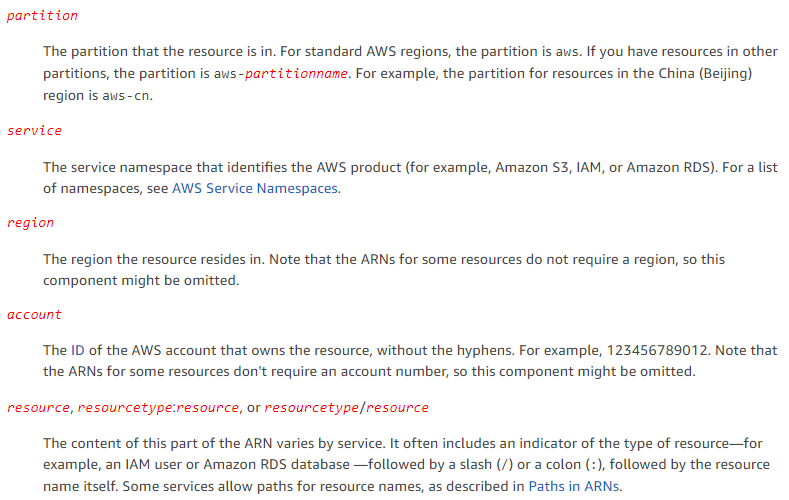 partition
The partition that the resource is in. For standard AWS regions, the partition is aws. If you have resources in other
partitions, the partition is aws-partitionname. For example, the partition for resources in the China (Beijing)
region is aws-cn.
service
The service namespace that identifies the AWS product (for example, Amazon S3, IAM, or Amazon RDS). For a list
of namespaces, see AWS Service Namespaces.
region
The region the resource resides in. Note that the ARNs for some resources do not require a region, so this
component might be omitted.
account
The ID of the AWS account that owns the resource, without the hyphens. For example, 123456789012. Note that
the ARNs for some resources don't require an account number, so this component might be omitted.
resource, resourcetype:resource, or resourcetype/resource
The content of this part of the ARN varies by service. It often includes an indicator of the type of resource—for
example, an IAM user or Amazon RDS database —followed by a slash (/) or a colon (:), followed by the resource
name itself. Some services allow paths for resource names, as described in Paths in ARNs.